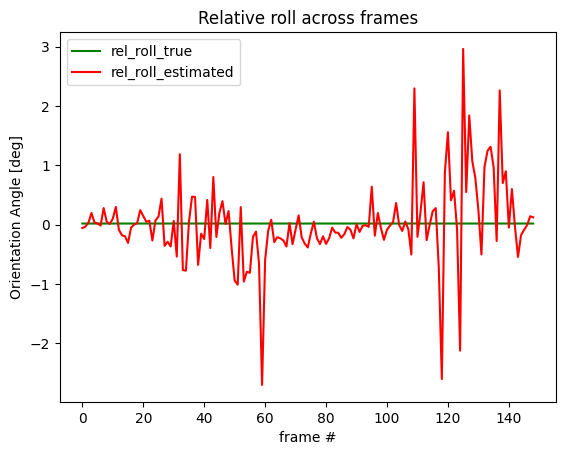 Relative roll across frames
rel_roll_true
rel_roll_estimated
Orientation Angle [deg]
3
2
1
0
−1
−2
0 20 40 60 80 100 120 140
frame #